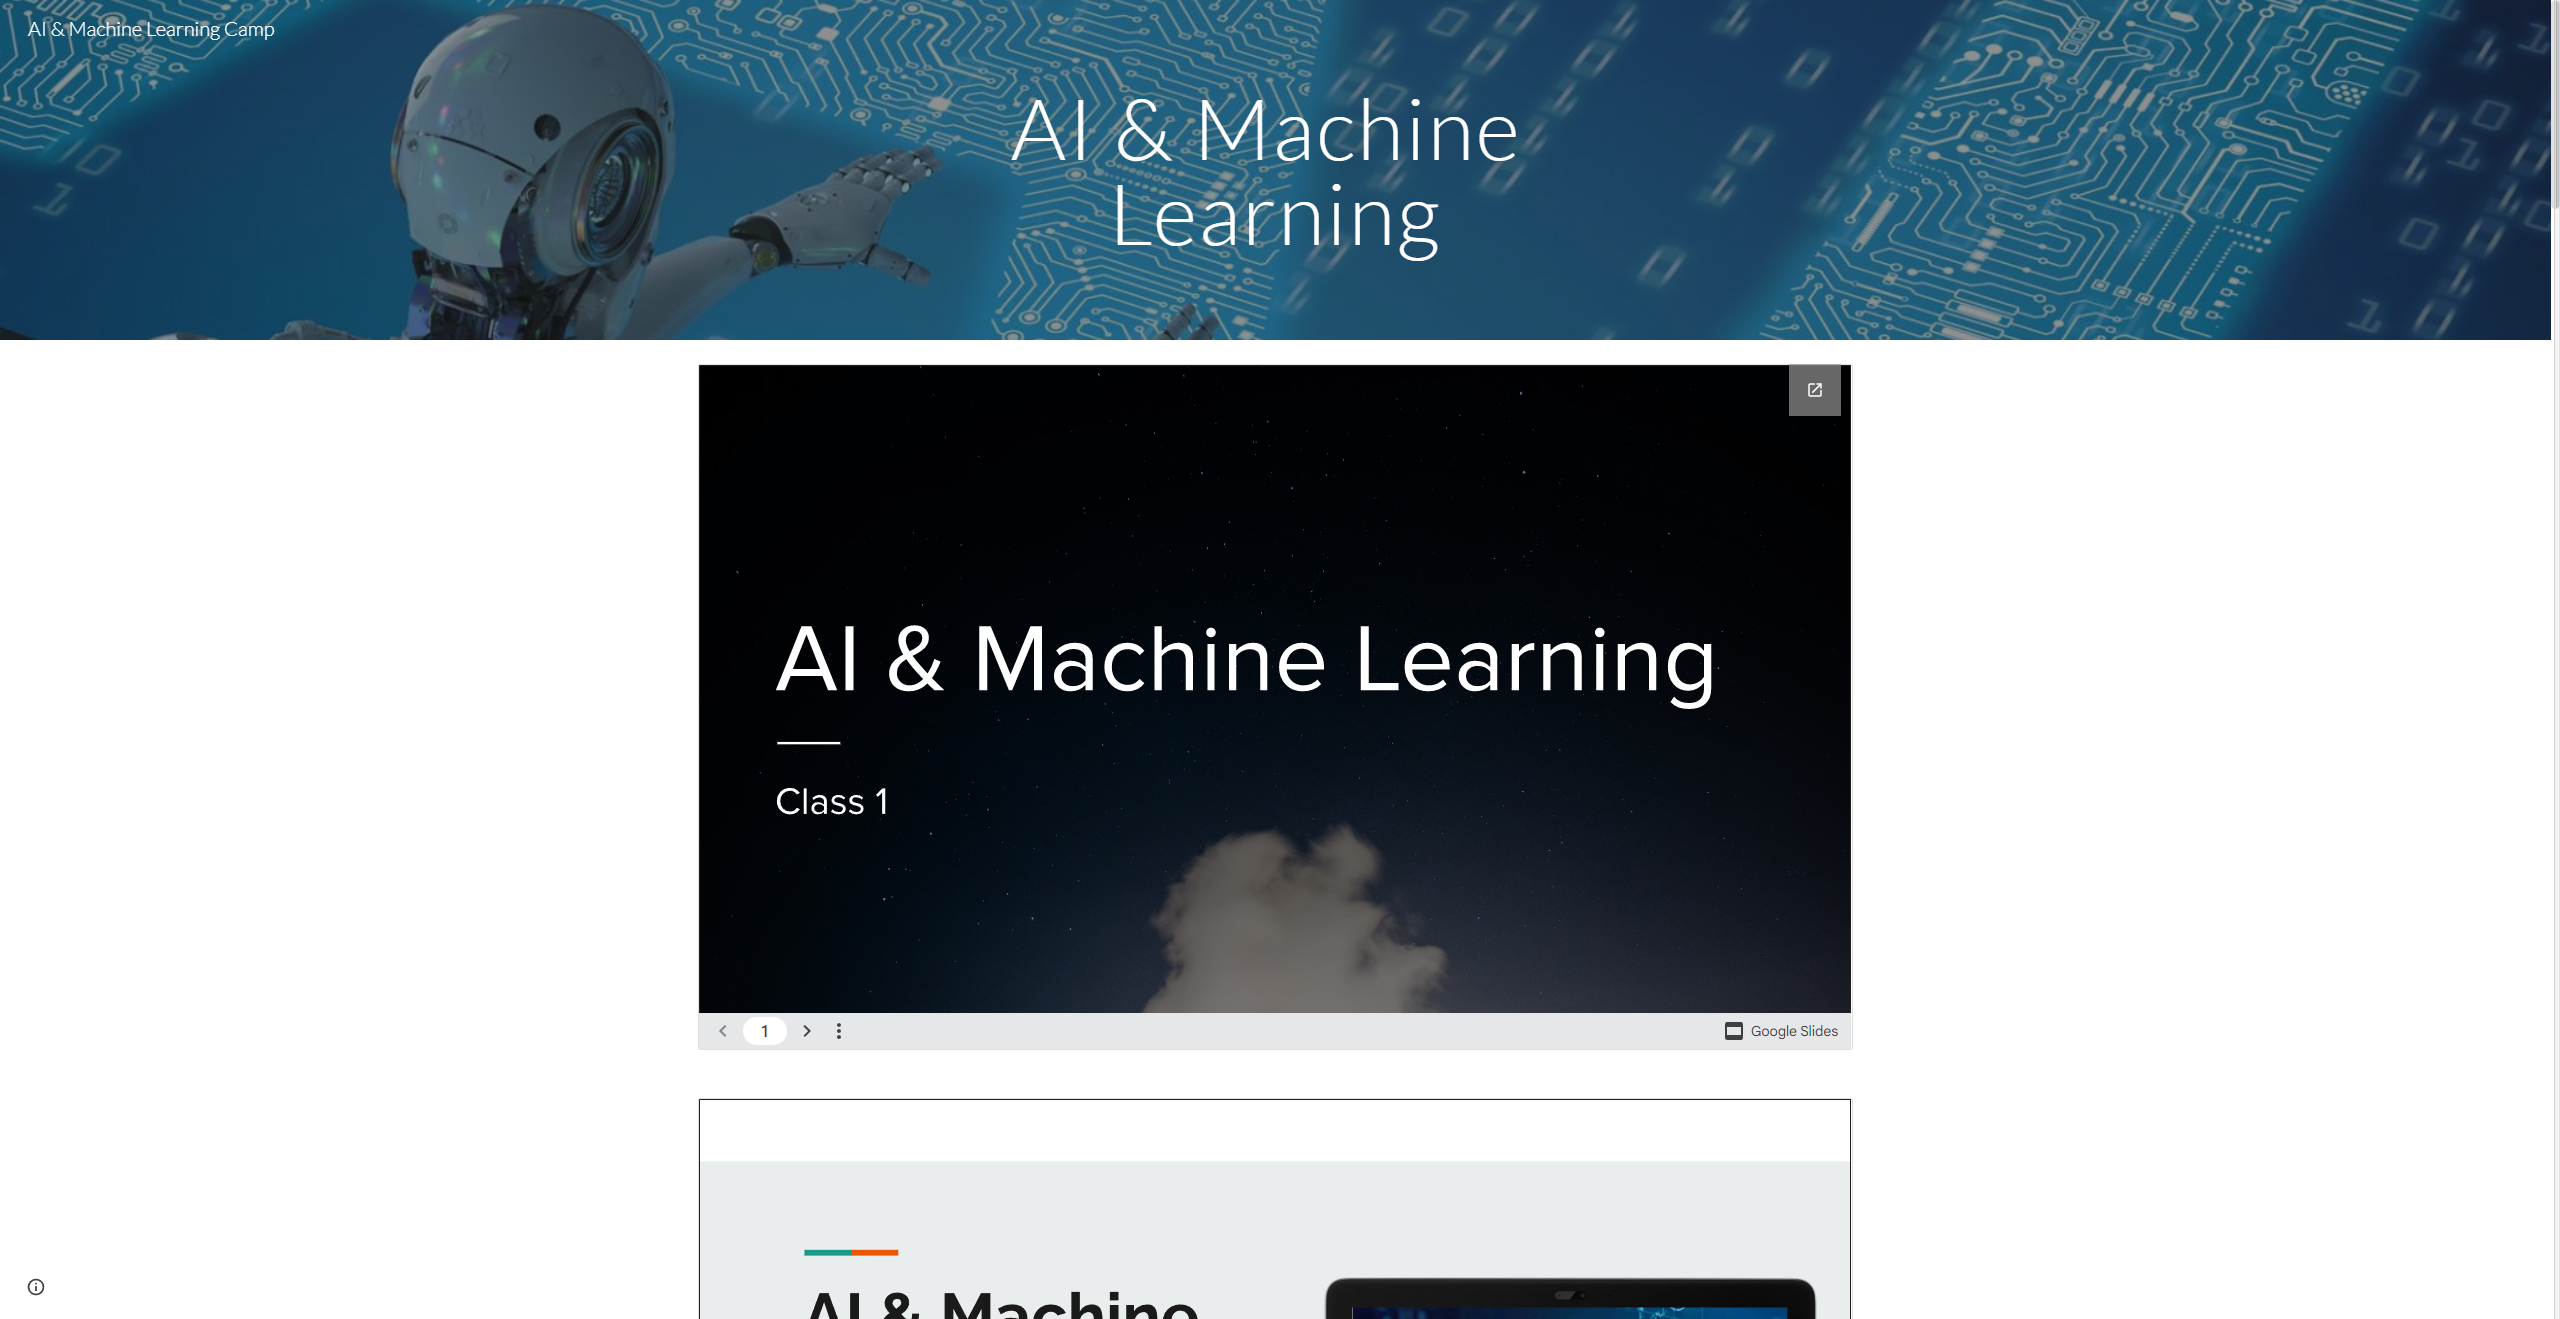 AI & Machine Learning Camp
AI & Machine
Learning
AI & Machine Learning
Class 1
1
Google Slides
AI & Machine